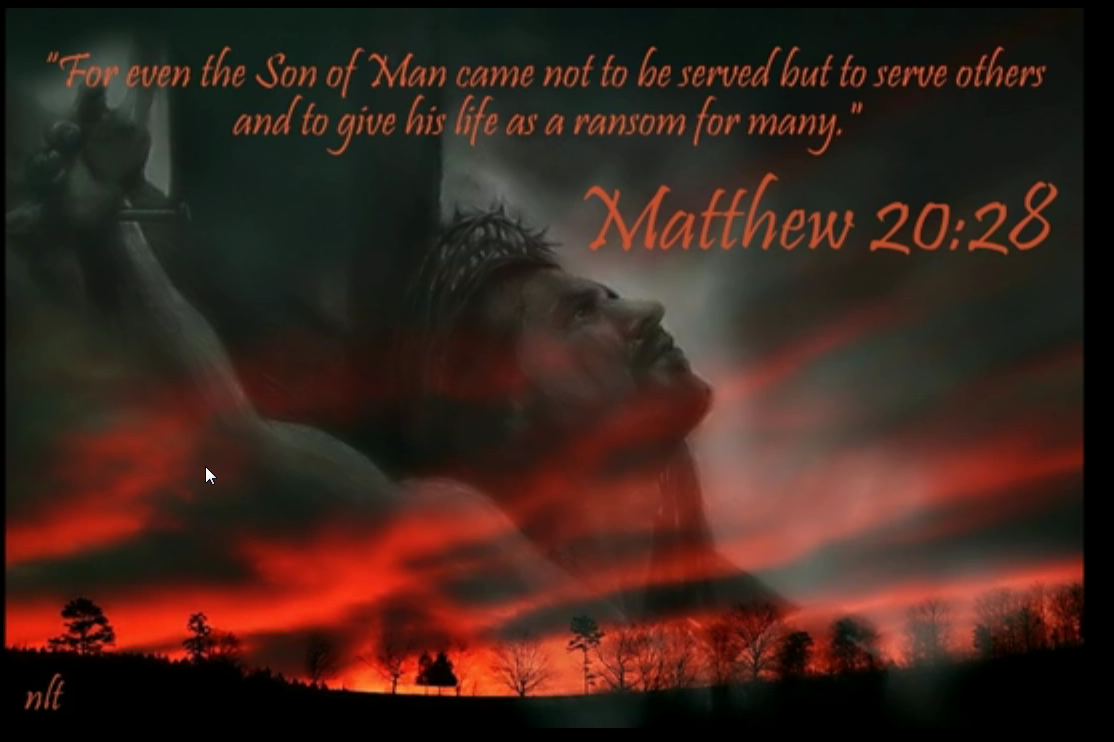 "For even the Son of Man came not to be served but to serve others
and to give his life as a ransom for many."
Matthew 20:28
nlt